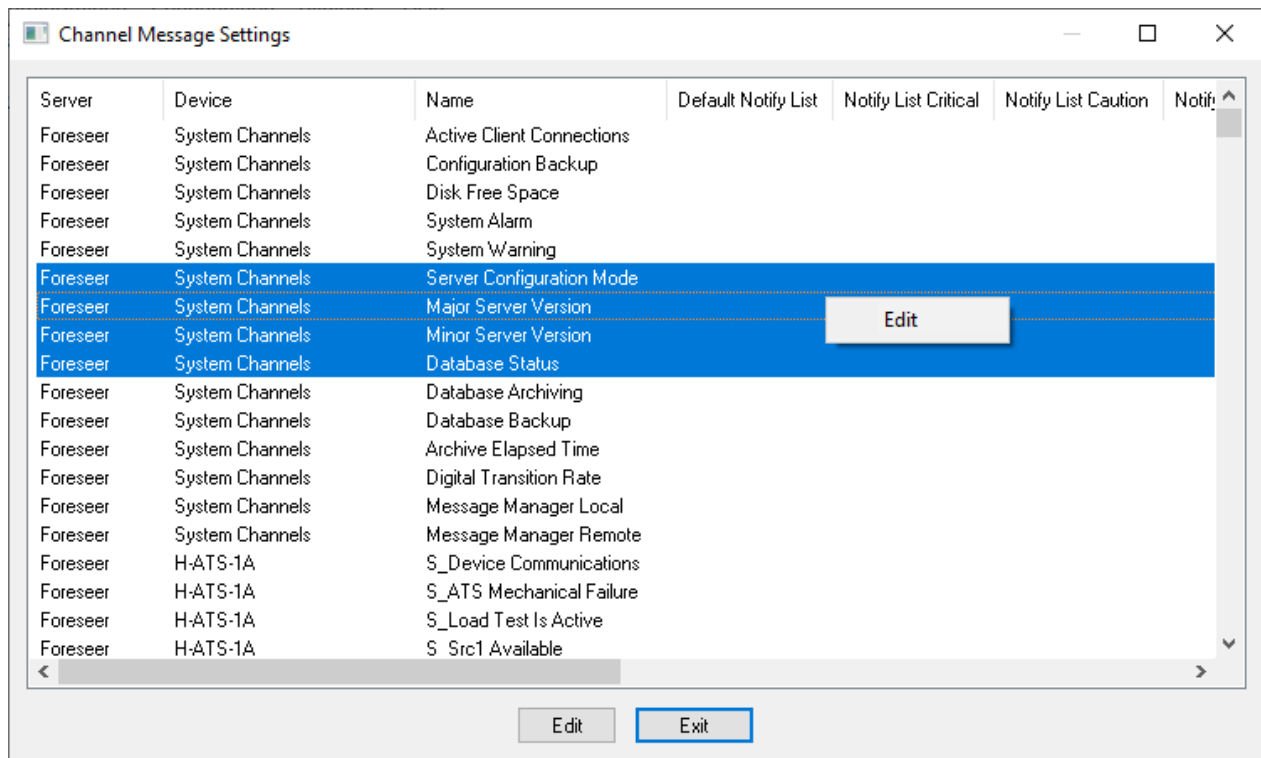 Channel Message Settings
Server Device Name Default Notify List Notify List Critical Notify List Caution Notify
Foreseer System Channels Active Client Connections
Foreseer System Channels Configuration Backup
Foreseer System Channels Disk Free Space
Foreseer System Channels System Alarm
Foreseer System Channels System Warning
Foreseer System Channels Server Configuration Mode
Foreseer System Channels Major Server Version
Edit
Foreseer System Channels Minor Server Version
Foreseer System Channels Database Status
Foreseer System Channels Database Archiving
Foreseer System Channels Database Backup
Foreseer System Channels Archive Elapsed Time
Foreseer System Channels Digital Transition Rate
Foreseer System Channels Message Manager Local
Foreseer System Channels Message Manager Remote
Foreseer H-ATS-1A S_Device Communications
Foreseer H-ATS-1A S_ATS Mechanical Failure
Foreseer H-ATS-1A S_Load Test Is Active
Foreseer H-ATS-1A S_Src1 Available
Edit Exit